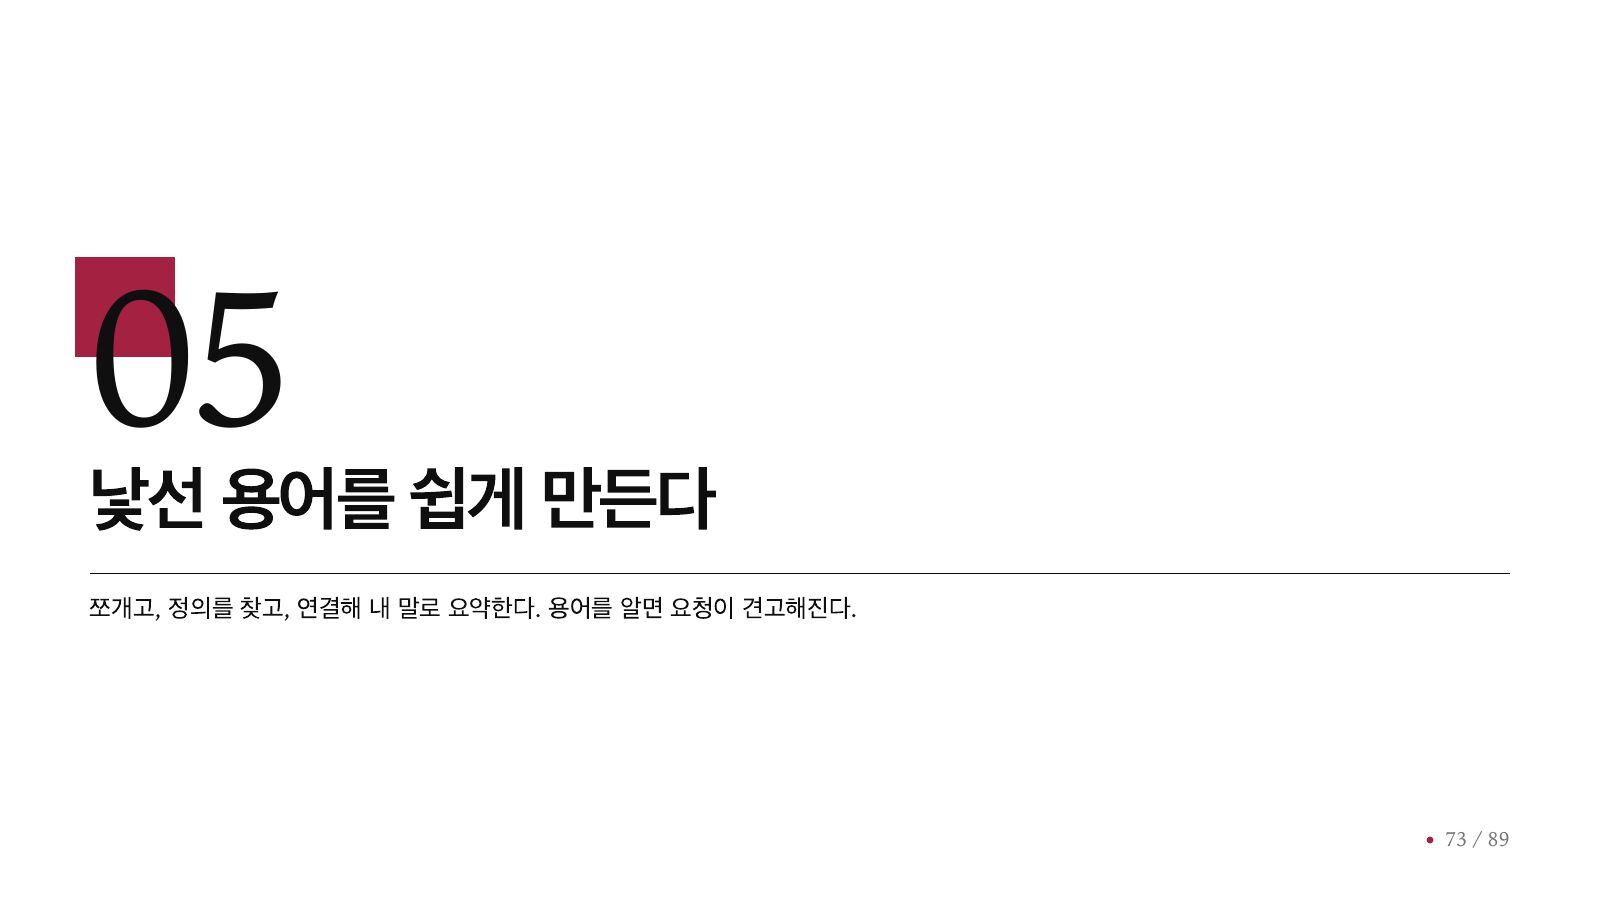 05
낯선 용어를 쉽게 만든다
쪼개고, 정의를 찾고, 연결해 내 말로 요약한다. 용어를 알면 요청이 견고해진다.
73 / 89